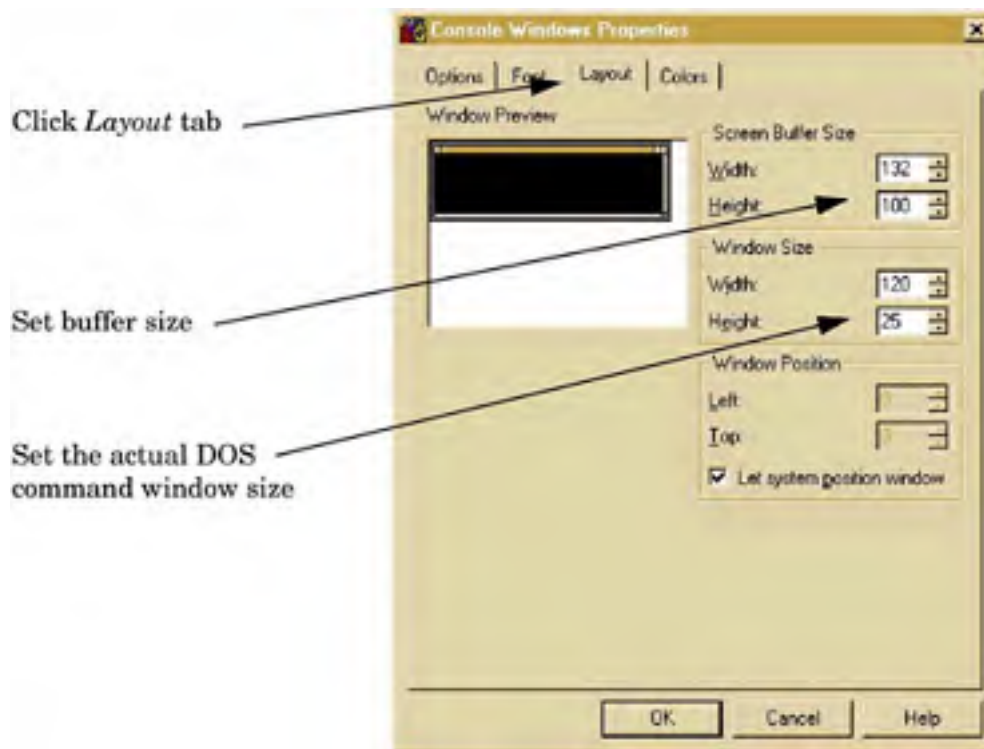 Console Windows Properties
Options Font Layout Colors
Click Layout tab
Window Preview
Screen Buffer Size
Width: 132
Height: 100
Window Size
Width: 120
Height: 25
Set buffer size
Window Position
Left:
Top:
Let system position window
Set the actual DOS
command window size
OK Cancel Help